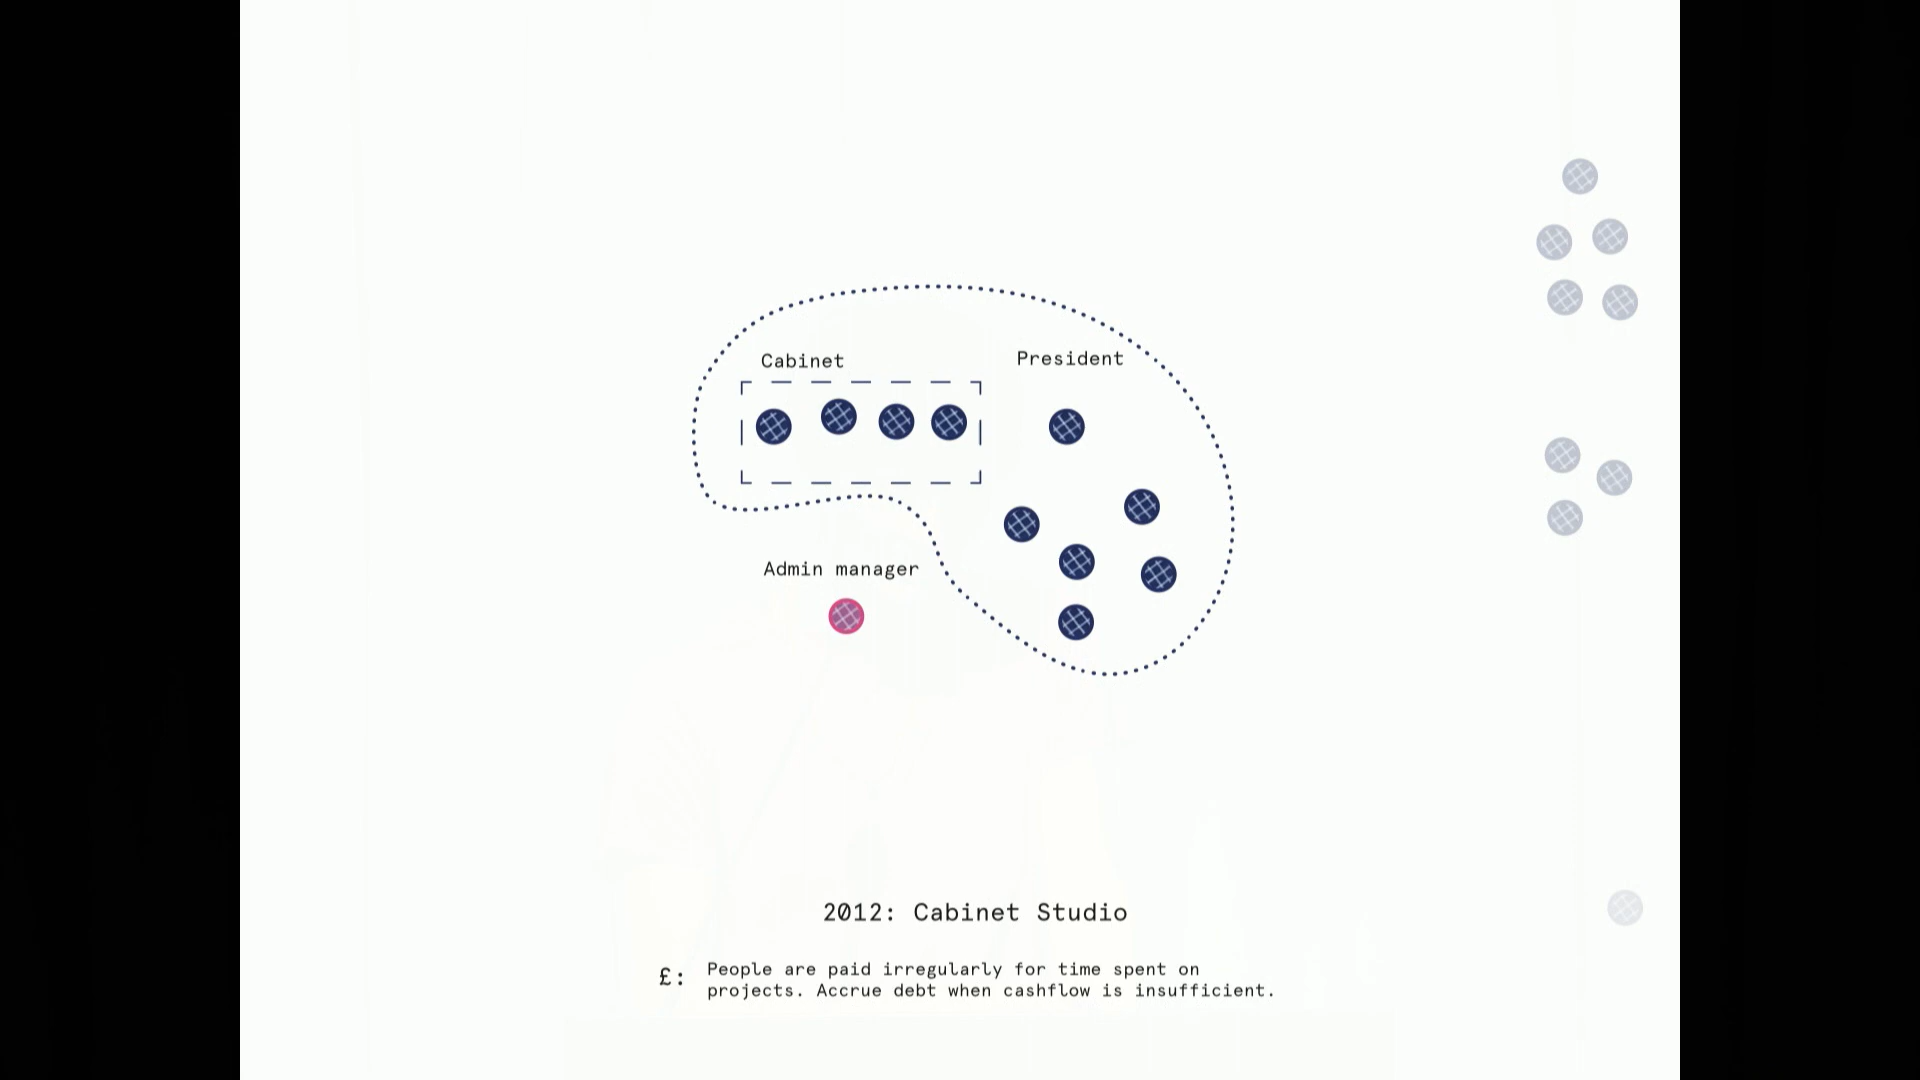 Cabinet
President
Admin manager
2012: Cabinet Studio
£: People are paid irregularly for time spent on
projects. Accrue debt when cashflow is insufficient.